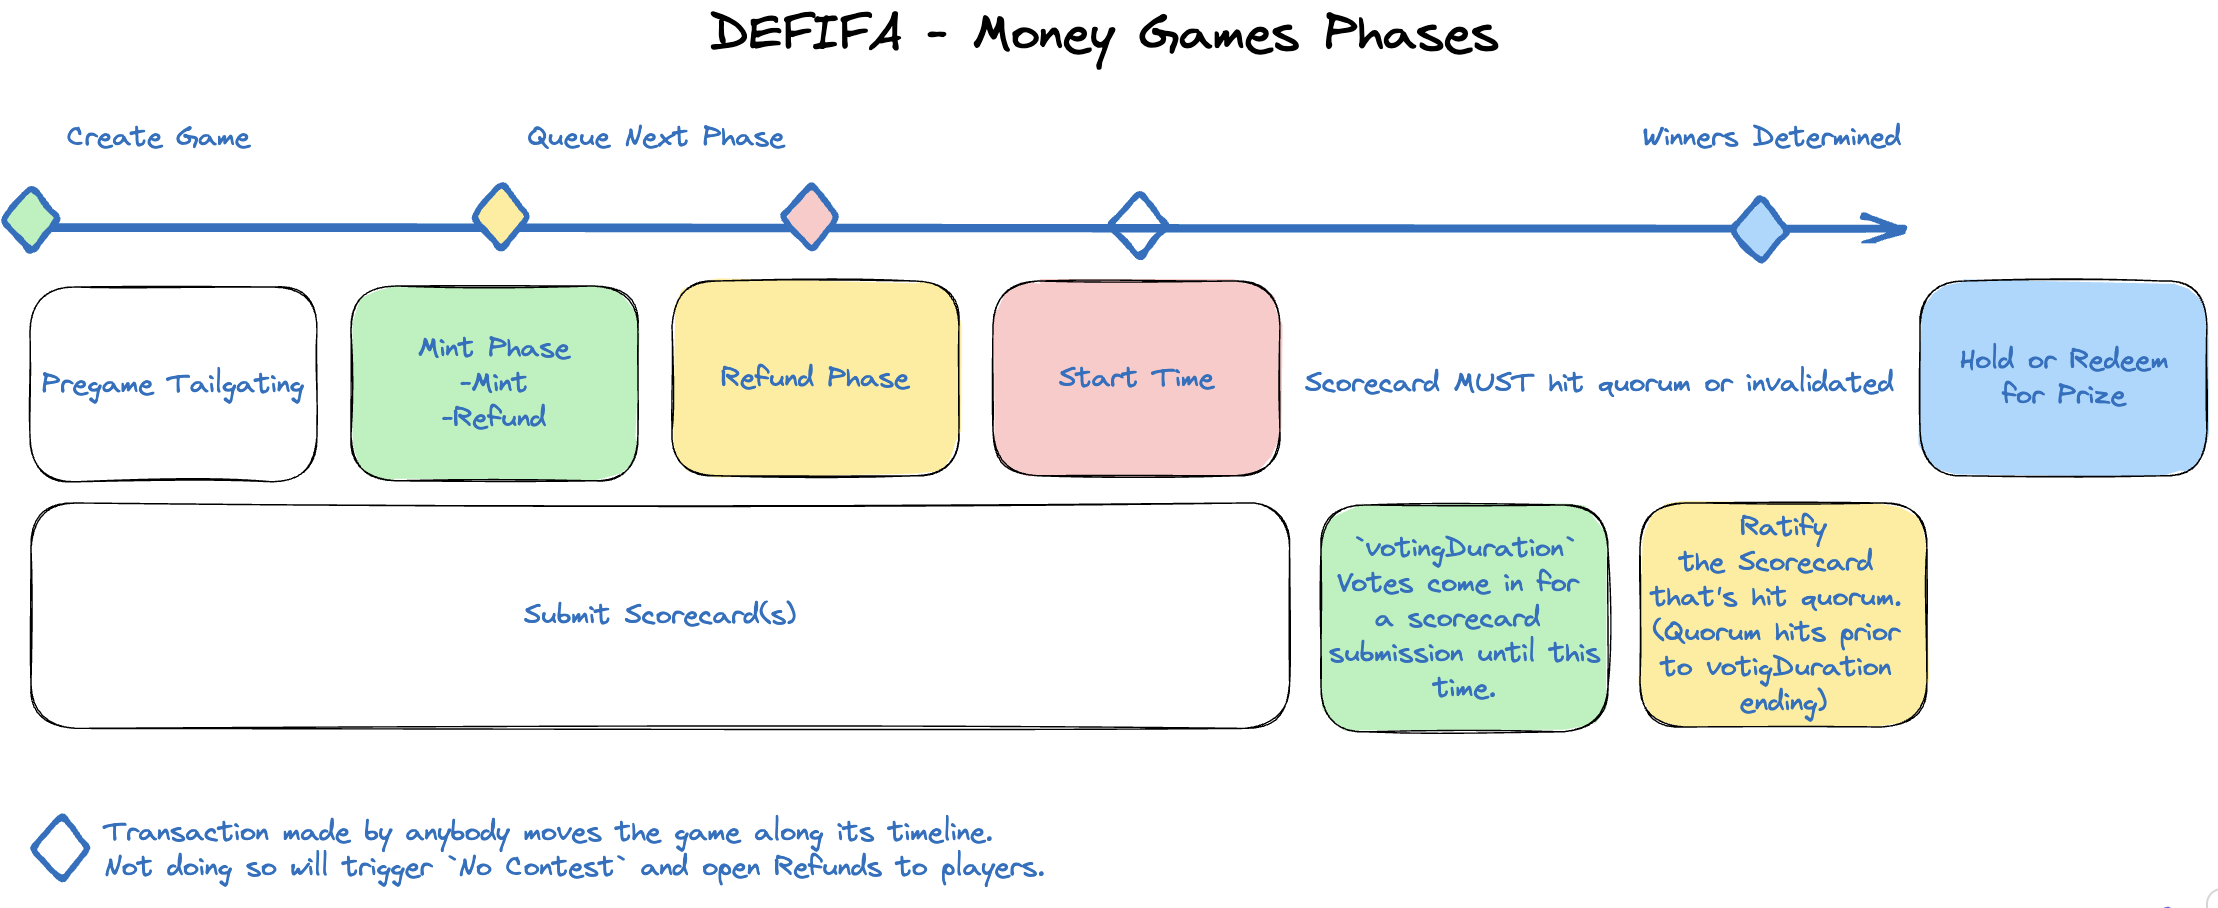 DEFIFA - Money Games Phases
Create Game
Queue Next Phase
Winners Determined
Pregame Tailgating
Mint Phase
-Mint
-Refund
Refund Phase
Start Time
Scorecard MUST hit quorum or invalidated
Hold or Redeem
for Prize
Submit Scorecard(s)
`votingDuration`
Votes come in for
a scorecard
submission until this
time.
Ratify
the Scorecard
that's hit quorum.
(Quorum hits prior
to votigDuration
ending)
Transaction made by anybody moves the game along its timeline.
Not doing so will trigger `No Contest` and open Refunds to players.